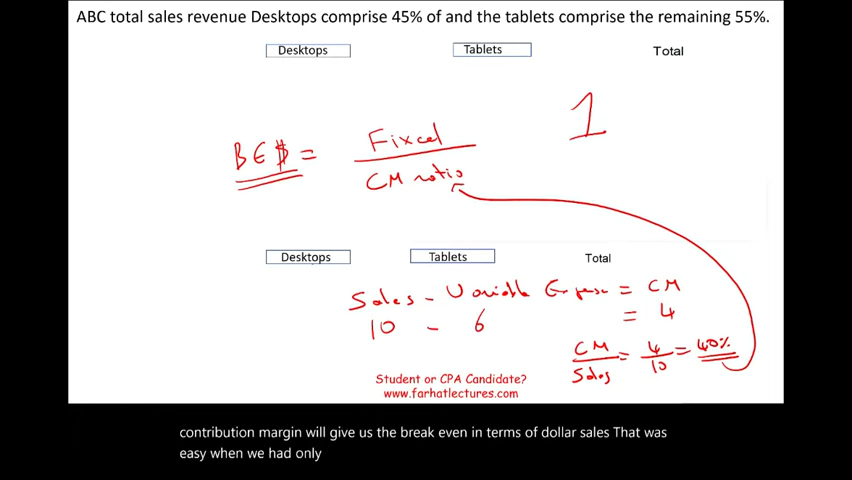 ABC total sales revenue Desktops comprise 45% of and the tablets comprise the remaining 55%.
Desktops Tablets Total
1
BE$ = Fixed
CM ratio
Desktops Tablets Total
Sales - Variable Expense = CM
10 - 6 = 4
CM = 4 = 40%
Sales 10
Student or CPA Candidate?
www.farhatlectures.com
contribution margin will give us the break even in terms of dollar sales That was
easy when we had only